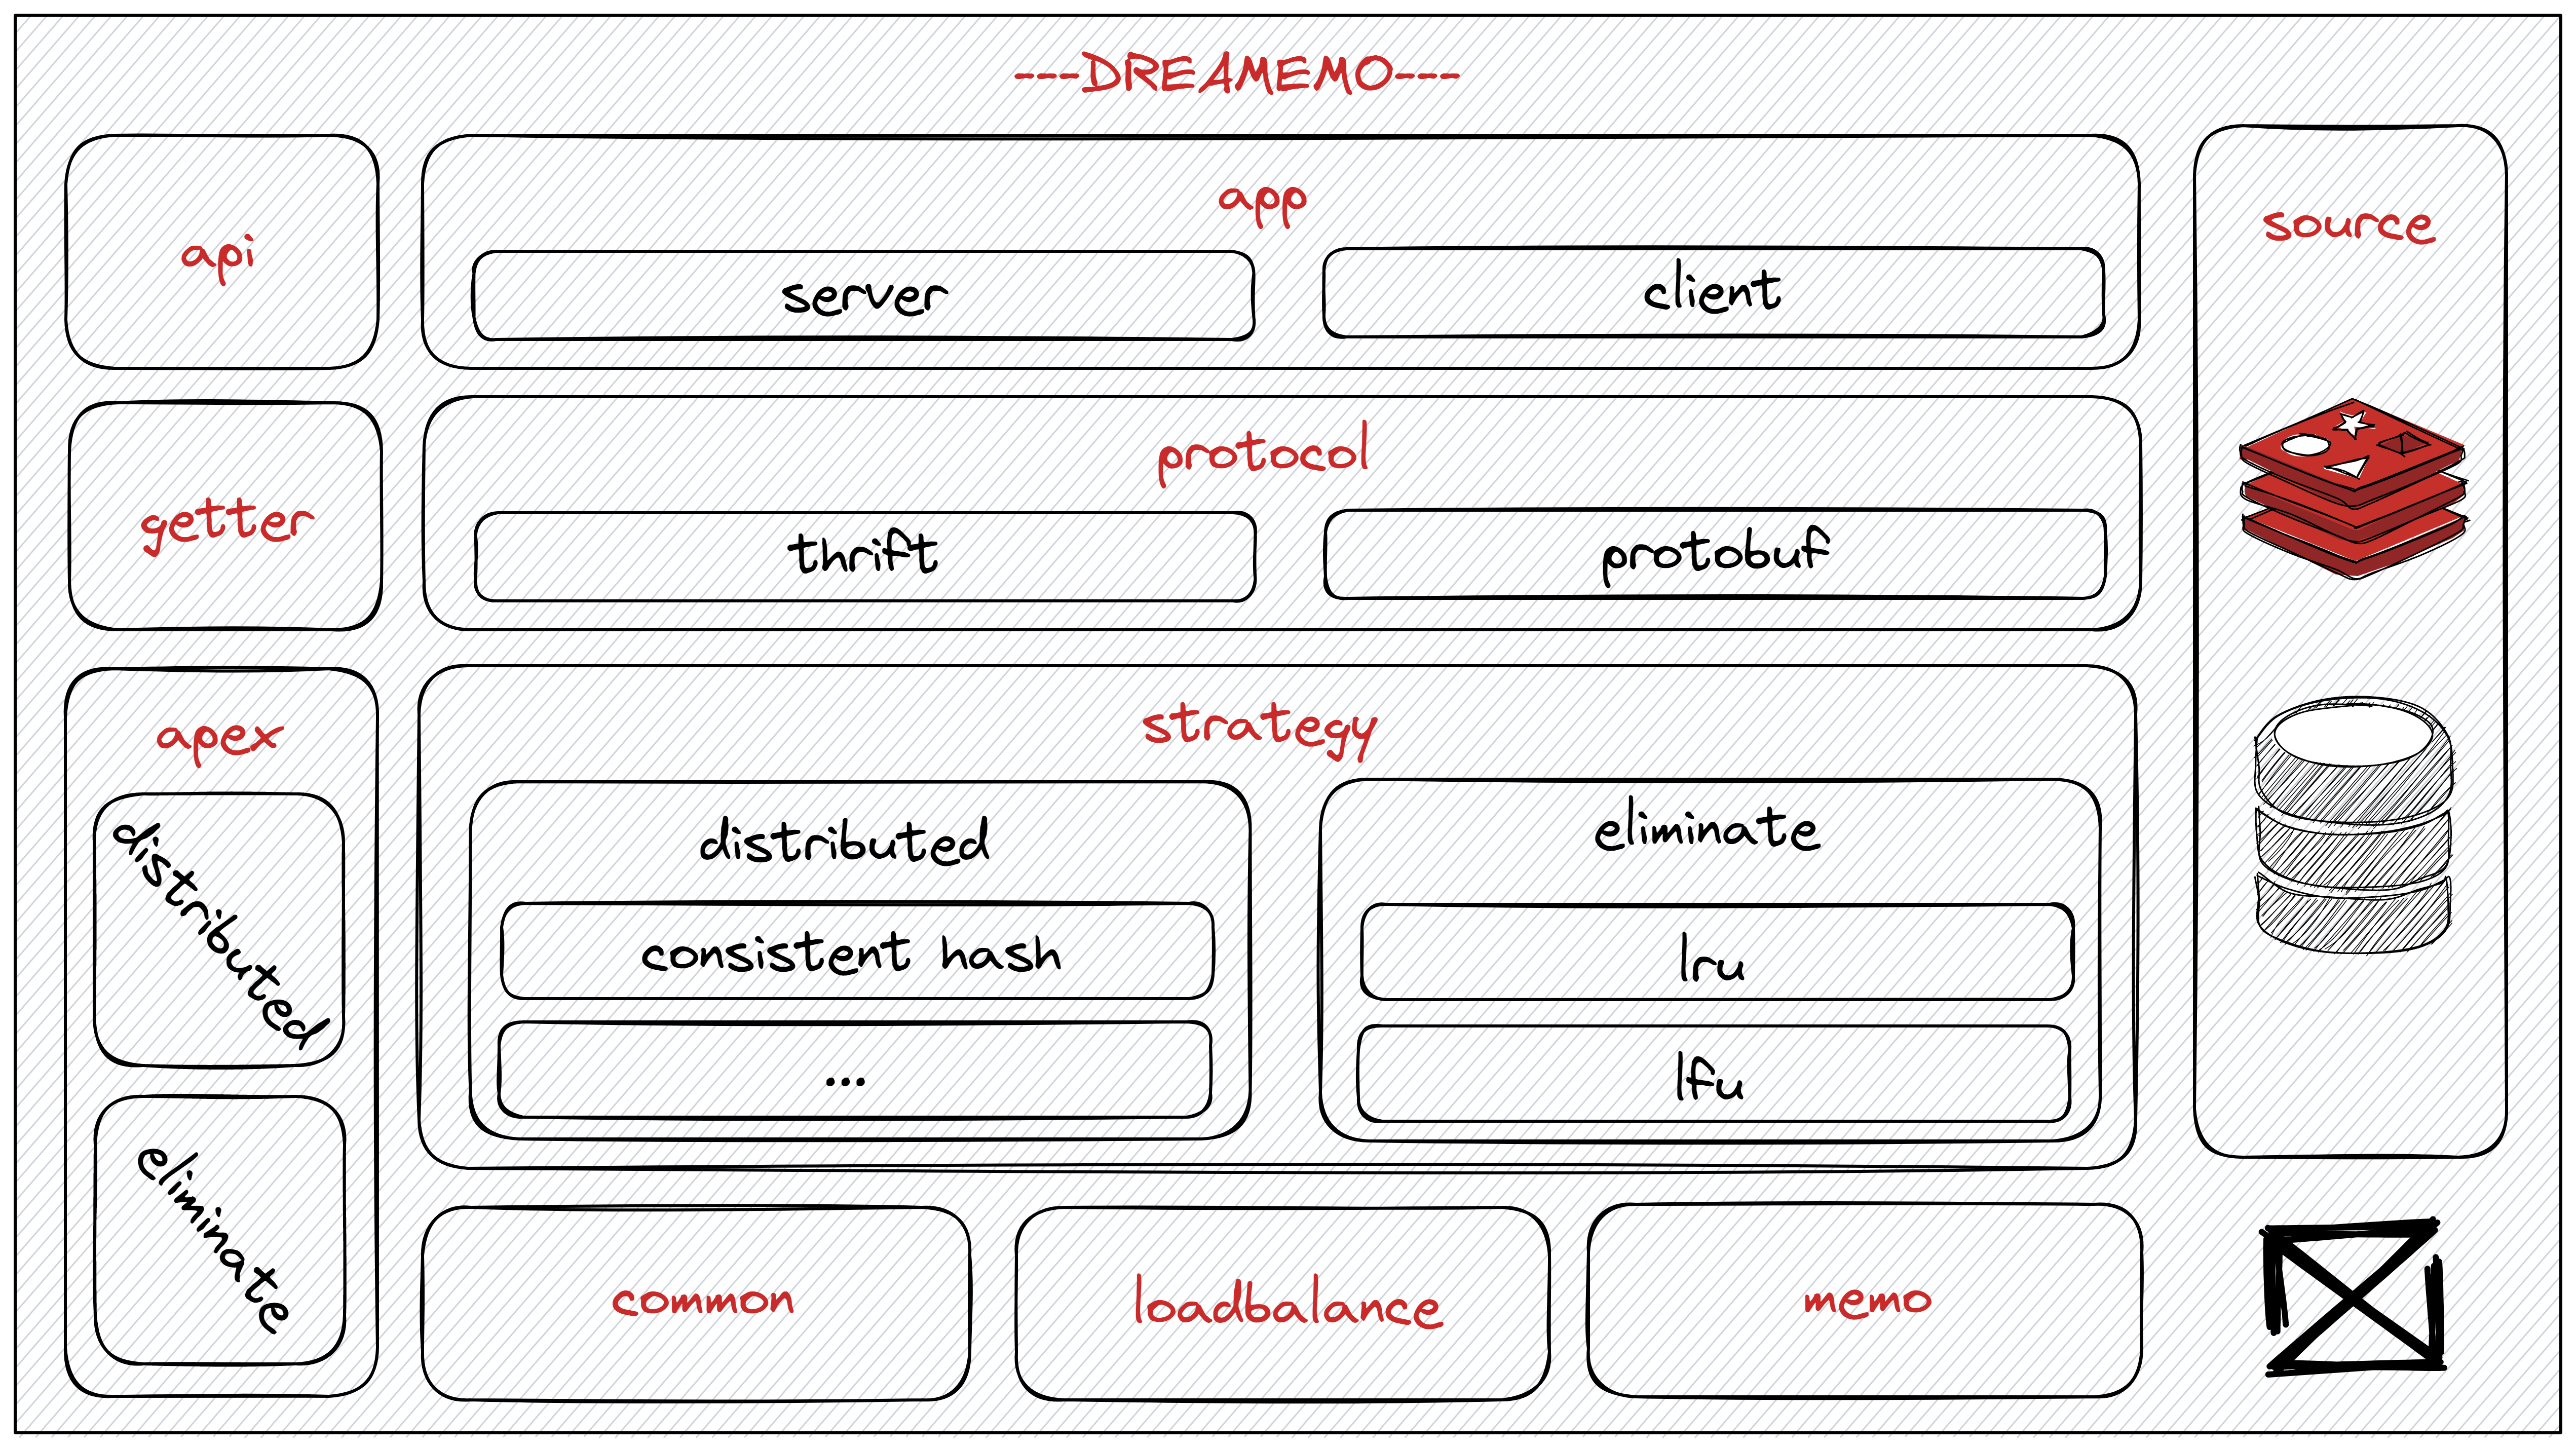 ----DREAMEMO----
api
app
server
client
source
getter
protocol
thrift
protobuf
apex
distributed
eliminate
strategy
distributed
consistent hash
...
eliminate
lru
lfu
common
loadbalance
memo